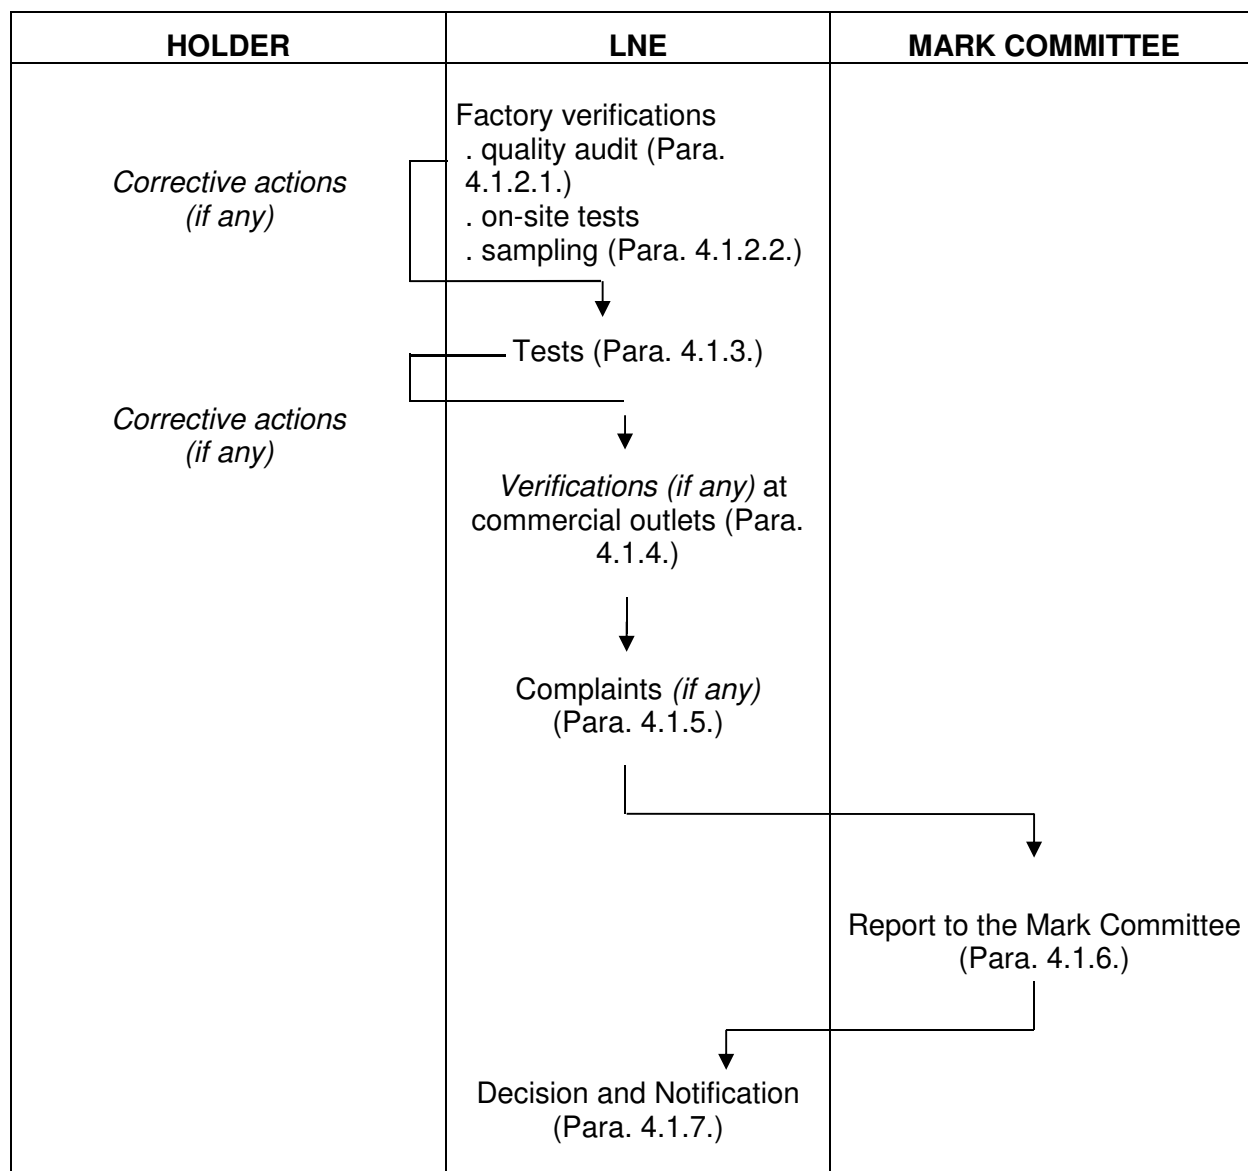 HOLDER
LNE
MARK COMMITTEE
Factory verifications
. quality audit (Para.
4.1.2.1.)
. on-site tests
. sampling (Para. 4.1.2.2.)
Corrective actions
(if any)
Tests (Para. 4.1.3.)
Corrective actions
(if any)
Verifications (if any) at
commercial outlets (Para.
4.1.4.)
Complaints (if any)
(Para. 4.1.5.)
Report to the Mark Committee
(Para. 4.1.6.)
Decision and Notification
(Para. 4.1.7.)